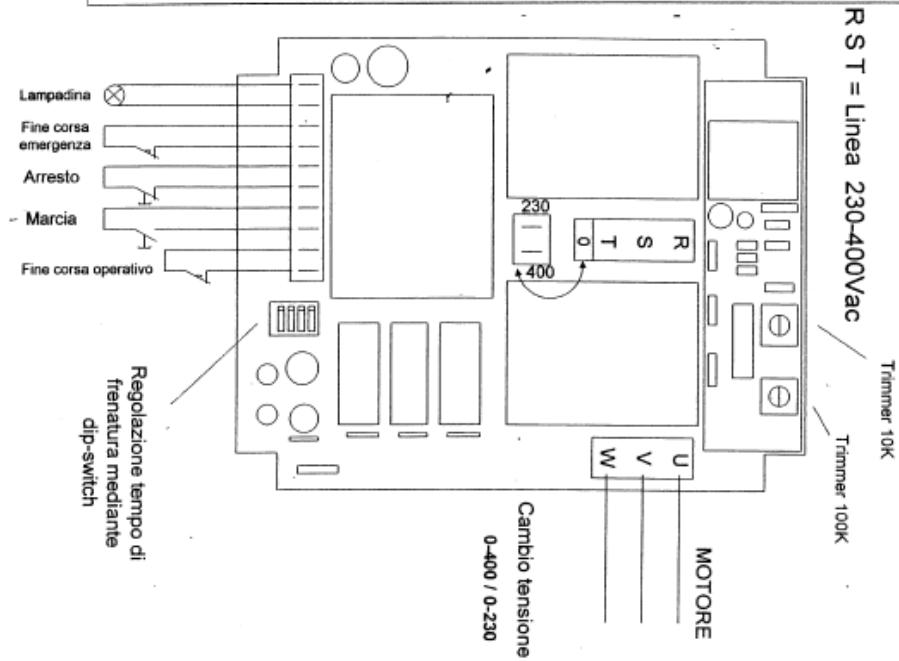 R S T = Linea 230-400Vac
Lampadina
Fine corsa
emergenza
Arresto
Marcia
Fine corsa operativo
230
400
0
T
S
R
Trimmer 10K
Trimmer 100K
Regolazione tempo di
frenatura mediante
dip-switch
W
V
U
Cambio tensione
0-400 / 0-230
MOTORE